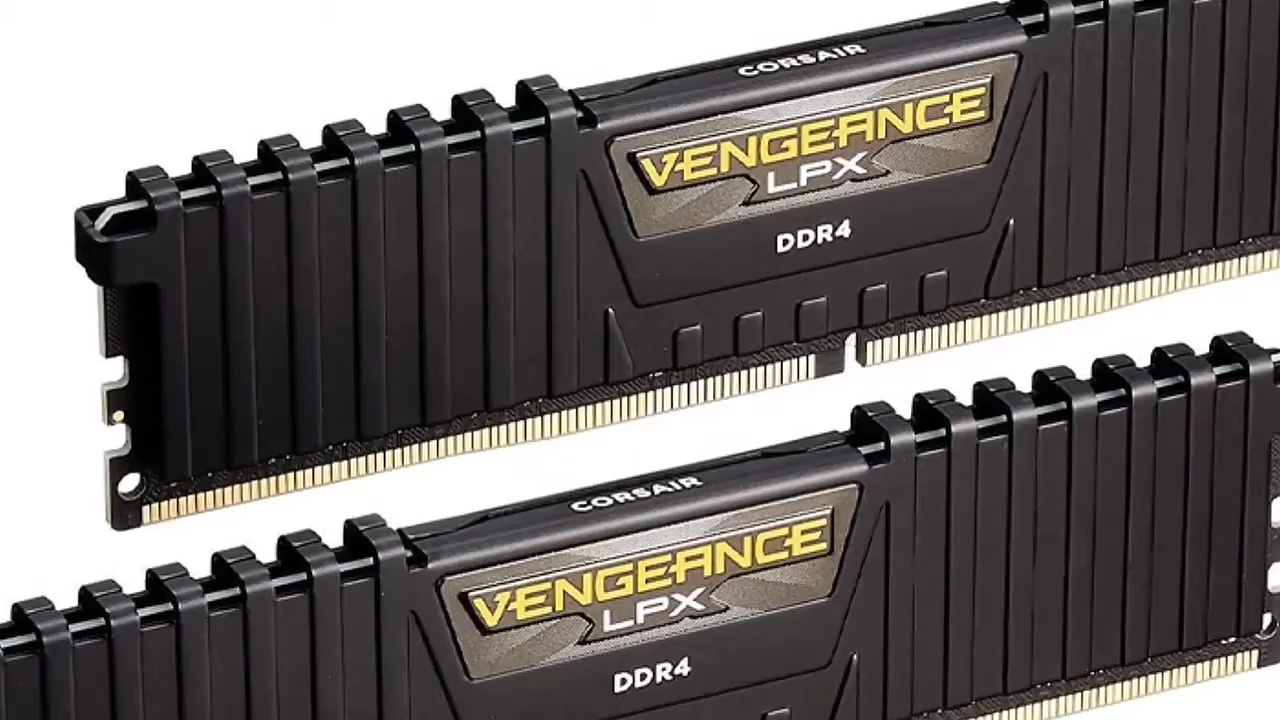 CORSAIR
VENGEANCE
LPX
DDR4
CORSAIR
VENGEANCE
LPX
DDR4